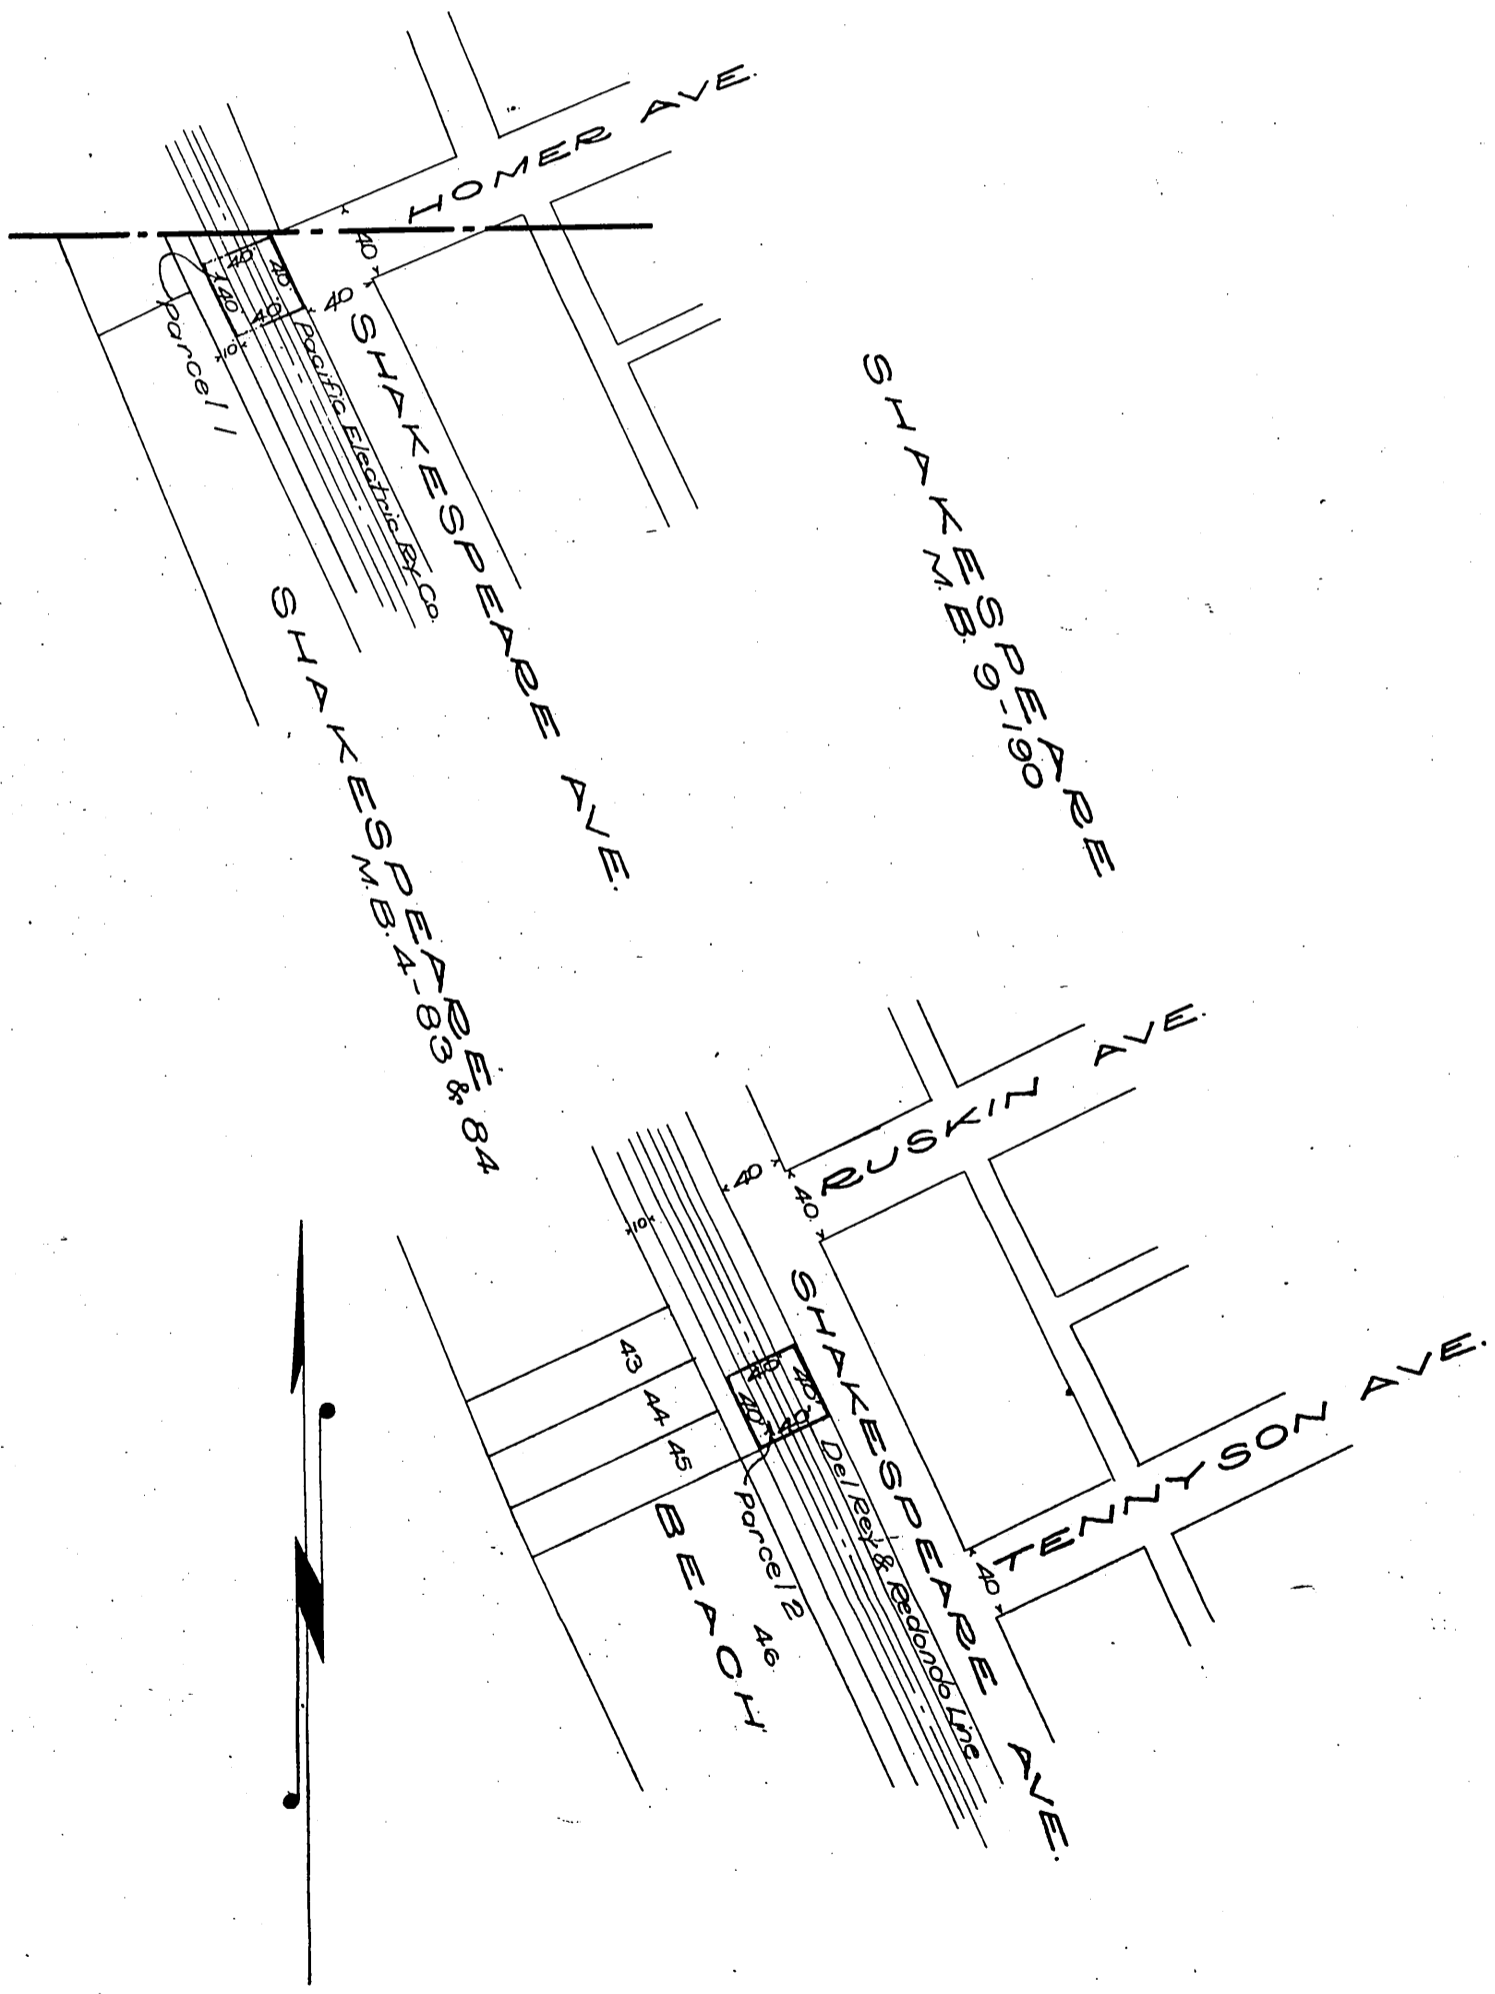 HOMER AVE.
40
40
40
40
40
40
10
Parcel 1
Pacific Electric Ry. Co.
SHAKESPEARE AVE.
SHAKESPEARE
M.B. 9-190
SHAKESPEARE
M.B. 4-83 & 84
RUSKIN AVE.
40
40
10
43
44
45
46
BEACH
40
40
40
40
Parcel 2
Del Rey & Redondo Line
SHAKESPEARE AVE.
TENNYSON AVE.
40